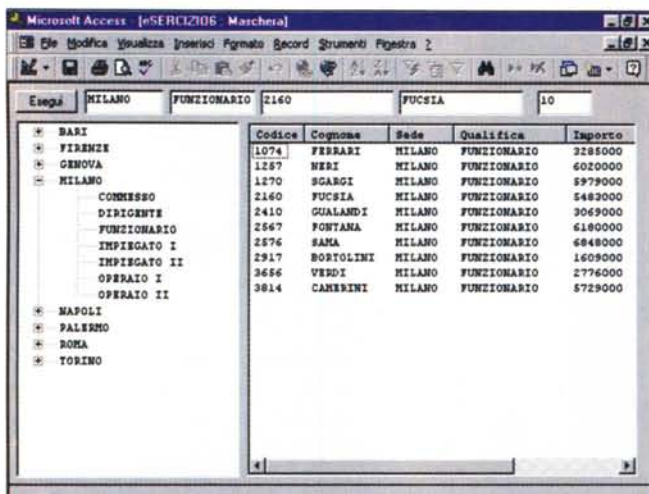 Microsoft Access - [eSERCIZIO6 : Maschera]
File Modifica Visualizza Inserisci Formato Record Strumenti Finestra ?
Esegui MILANO FUNZIONARIO 2160 FUCSIA 10
BARI
FIRENZE
GENOVA
MILANO
COMMESSO
DIRIGENTE
FUNZIONARIO
IMPIEGATO I
IMPIEGATO II
OPERAIO I
OPERAIO II
NAPOLI
PALERMO
ROMA
TORINO
Codice Cognome Sede Qualifica Importo
1074 FERRARI MILANO FUNZIONARIO 3285000
1257 NERI MILANO FUNZIONARIO 6020000
1270 SGARGI MILANO FUNZIONARIO 5979000
2160 FUCSIA MILANO FUNZIONARIO 5483000
2410 GUALANDI MILANO FUNZIONARIO 3069000
2567 FONTANA MILANO FUNZIONARIO 6180000
2576 SAMA MILANO FUNZIONARIO 6848000
2917 BORTOLINI MILANO FUNZIONARIO 1609000
3656 VERDI MILANO FUNZIONARIO 2776000
3814 CAMERINI MILANO FUNZIONARIO 5729000